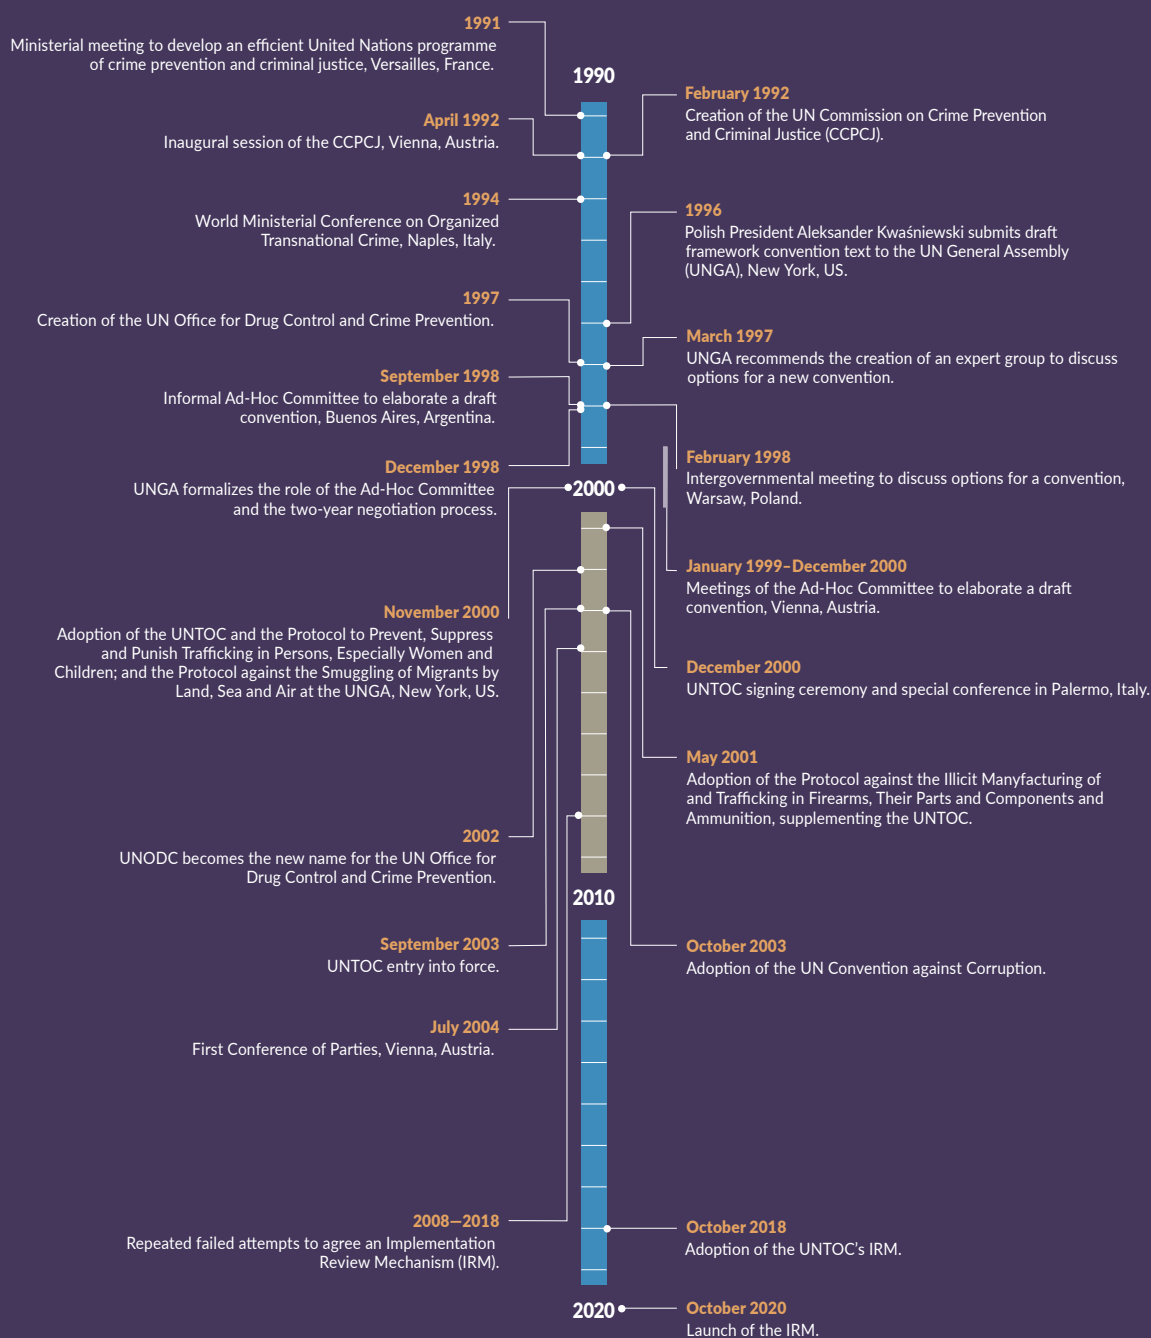 1991
Ministerial meeting to develop an efficient United Nations programme
of crime prevention and criminal justice, Versailles, France.
1990
February 1992
Creation of the UN Commission on Crime Prevention
and Criminal Justice (CCPCJ).
April 1992
Inaugural session of the CCPCJ, Vienna, Austria.
1994
World Ministerial Conference on Organized
Transnational Crime, Naples, Italy.
1996
Polish President Aleksander Kwaśniewski submits draft
framework convention text to the UN General Assembly
(UNGA), New York, US.
1997
Creation of the UN Office for Drug Control and Crime Prevention.
March 1997
UNGA recommends the creation of an expert group to discuss
options for a new convention.
September 1998
Informal Ad-Hoc Committee to elaborate a draft
convention, Buenos Aires, Argentina.
February 1998
Intergovernmental meeting to discuss options for a convention,
Warsaw, Poland.
December 1998
UNGA formalizes the role of the Ad-Hoc Committee
and the two-year negotiation process.
2000
January 1999–December 2000
Meetings of the Ad-Hoc Committee to elaborate a draft
convention, Vienna, Austria.
November 2000
Adoption of the UNTOC and the Protocol to Prevent, Suppress
and Punish Trafficking in Persons, Especially Women and
Children; and the Protocol against the Smuggling of Migrants by
Land, Sea and Air at the UNGA, New York, US.
December 2000
UNTOC signing ceremony and special conference in Palermo, Italy.
May 2001
Adoption of the Protocol against the Illicit Manyfacturing of
and Trafficking in Firearms, Their Parts and Components and
Ammunition, supplementing the UNTOC.
2002
UNODC becomes the new name for the UN Office for
Drug Control and Crime Prevention.
2010
September 2003
UNTOC entry into force.
October 2003
Adoption of the UN Convention against Corruption.
July 2004
First Conference of Parties, Vienna, Austria.
2008—2018
Repeated failed attempts to agree an Implementation
Review Mechanism (IRM).
October 2018
Adoption of the UNTOC's IRM.
2020
October 2020
Launch of the IRM.